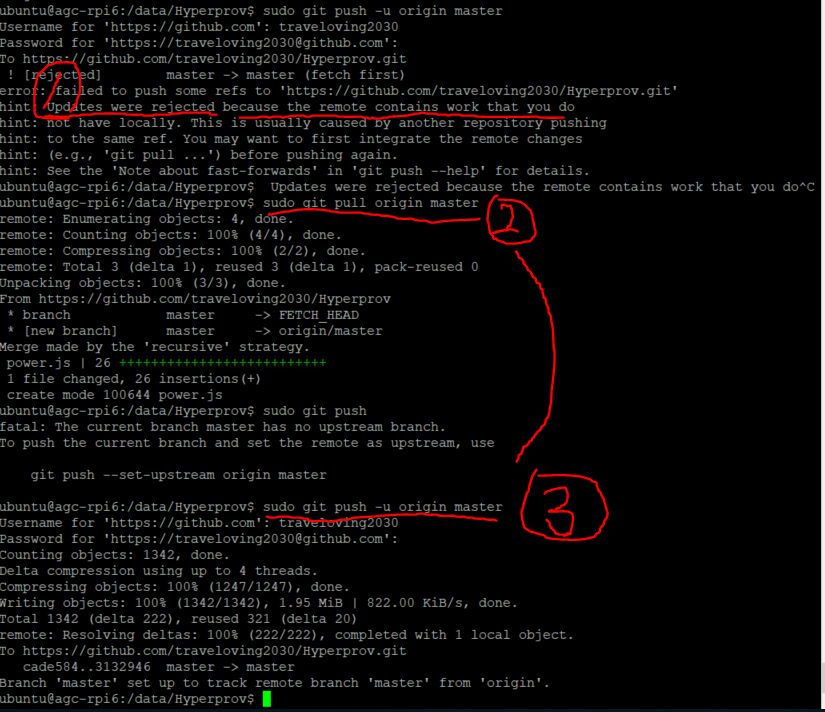 ubuntu@agc-rpi6:/data/Hyperprov$ sudo git push -u origin master
Username for 'https://github.com': traveloving2030
Password for 'https://traveloving2030@github.com':
To https://github.com/traveloving2030/Hyperprov.git
 ! [rejected]        master -> master (fetch first)
error: failed to push some refs to 'https://github.com/traveloving2030/Hyperprov.git'
hint: Updates were rejected because the remote contains work that you do
hint: not have locally. This is usually caused by another repository pushing
hint: to the same ref. You may want to first integrate the remote changes
hint: (e.g., 'git pull ...') before pushing again.
hint: See the 'Note about fast-forwards' in 'git push --help' for details.
ubuntu@agc-rpi6:/data/Hyperprov$  Updates were rejected because the remote contains work that you do^C
ubuntu@agc-rpi6:/data/Hyperprov$ sudo git pull origin master
remote: Enumerating objects: 4, done.
remote: Counting objects: 100% (4/4), done.
remote: Compressing objects: 100% (2/2), done.
remote: Total 3 (delta 1), reused 3 (delta 1), pack-reused 0
Unpacking objects: 100% (3/3), done.
From https://github.com/traveloving2030/Hyperprov
 * branch            master     -> FETCH_HEAD
 * [new branch]      master     -> origin/master
Merge made by the 'recursive' strategy.
 power.js | 26 ++++++++++++++++++++++++++
 1 file changed, 26 insertions(+)
 create mode 100644 power.js
ubuntu@agc-rpi6:/data/Hyperprov$ sudo git push
fatal: The current branch master has no upstream branch.
To push the current branch and set the remote as upstream, use
    git push --set-upstream origin master
ubuntu@agc-rpi6:/data/Hyperprov$ sudo git push -u origin master
Username for 'https://github.com': traveloving2030
Password for 'https://traveloving2030@github.com':
Counting objects: 1342, done.
Delta compression using up to 4 threads.
Compressing objects: 100% (1247/1247), done.
Writing objects: 100% (1342/1342), 1.95 MiB | 822.00 KiB/s, done.
Total 1342 (delta 222), reused 321 (delta 20)
remote: Resolving deltas: 100% (222/222), completed with 1 local object.
To https://github.com/traveloving2030/Hyperprov.git
   cade584..3132946  master -> master
Branch 'master' set up to track remote branch 'master' from 'origin'.
ubuntu@agc-rpi6:/data/Hyperprov$
1
2
3